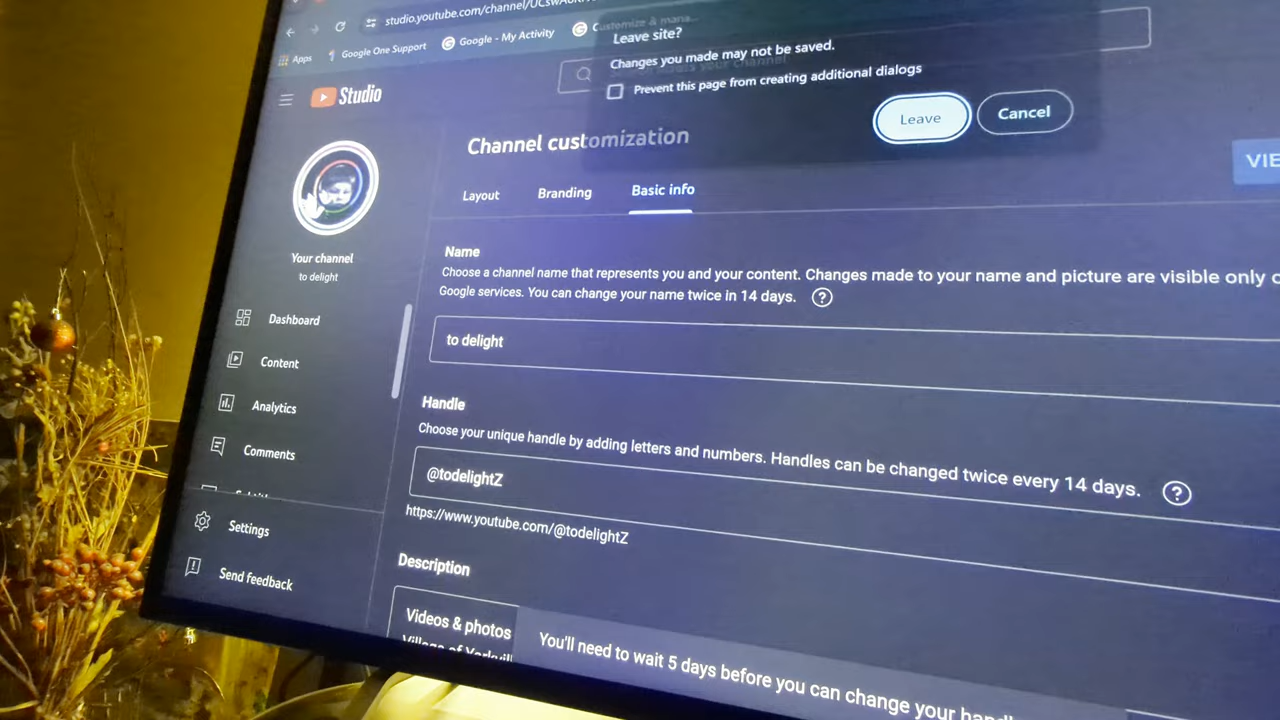 studio.youtube.com/channel/
Apps
Google One Support
Google - My Activity
Customize & mana...
Leave site?
Changes you made may not be saved.
Prevent this page from creating additional dialogs
Leave
Cancel
Studio
Channel customization
VIE
Layout
Branding
Basic info
Your channel
to delight
Dashboard
Content
Analytics
Comments
Settings
Send feedback
Name
Choose a channel name that represents you and your content. Changes made to your name and picture are visible only
Google services. You can change your name twice in 14 days.
to delight
Handle
Choose your unique handle by adding letters and numbers. Handles can be changed twice every 14 days.
@todelightZ
https://www.youtube.com/@todelightZ
Description
Videos & photos
Village of
You'll need to wait 5 days before you can change your